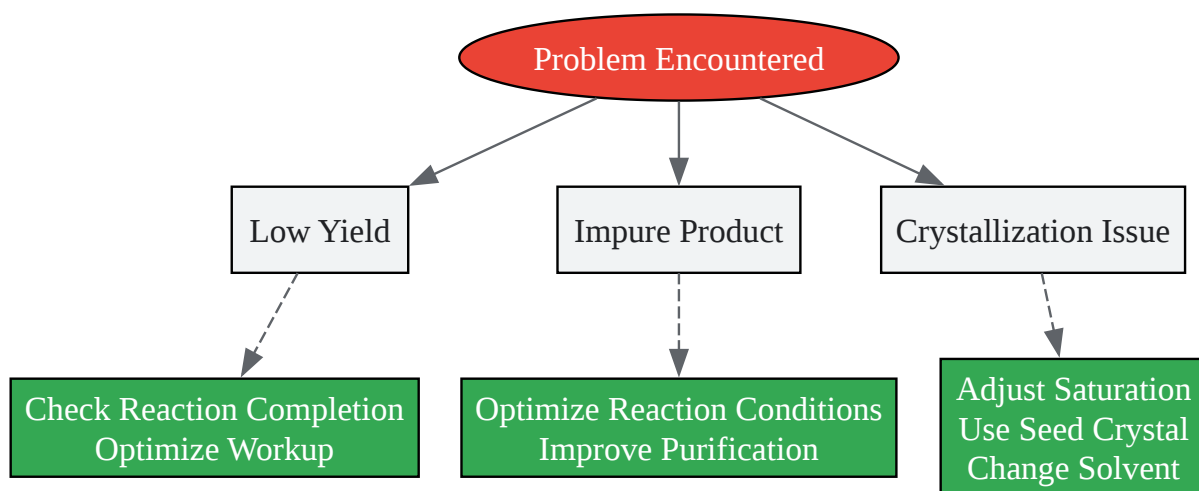 Problem Encountered
Low Yield
Impure Product
Crystallization Issue
Check Reaction Completion
Optimize Workup
Optimize Reaction Conditions
Improve Purification
Adjust Saturation
Use Seed Crystal
Change Solvent